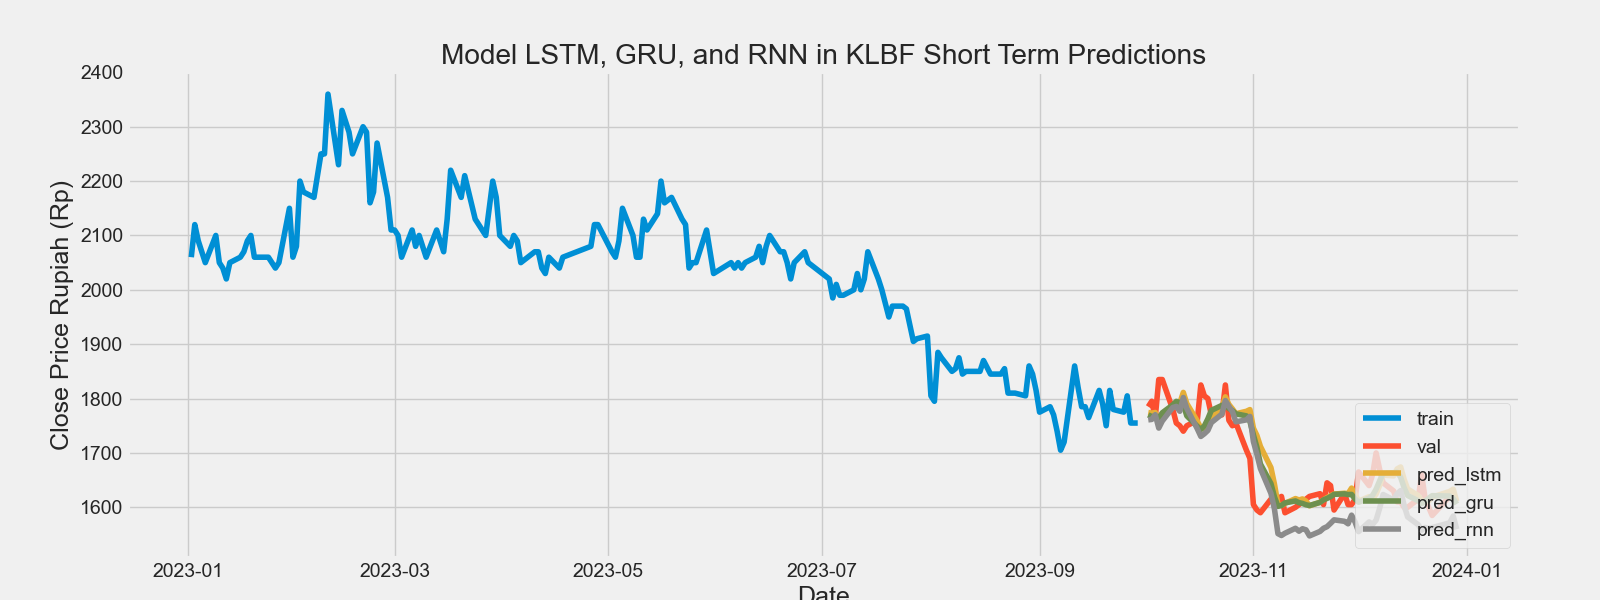 Model LSTM, GRU, and RNN in KLBF Short Term Predictions
Close Price Rupiah (Rp)
2400
2300
2200
2100
2000
1900
1800
1700
1600
train
val
pred_lstm
pred_gru
pred_rnn
2023-01 2023-03 2023-05 2023-07 2023-09 2023-11 2024-01
Date